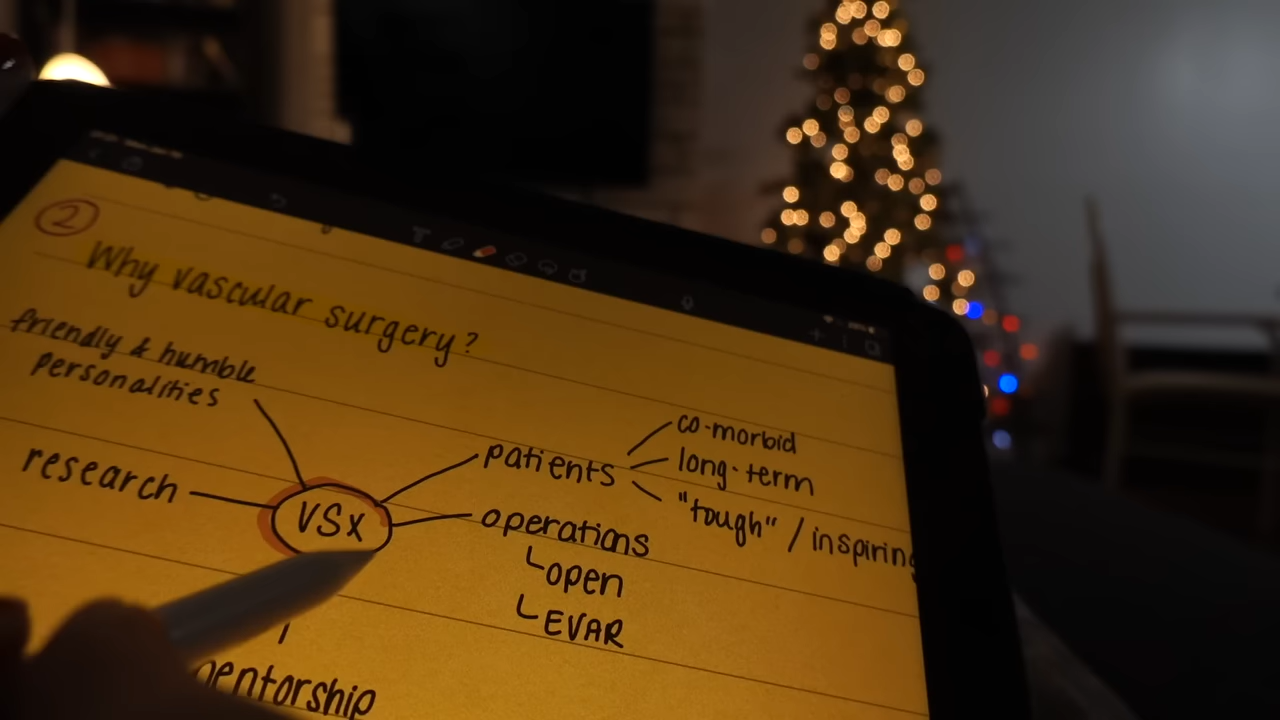 2
Why vascular surgery?
friendly & humble
personalities
research
VSx
patients
co-morbid
long-term
"tough" / inspiring
operations
open
EVAR